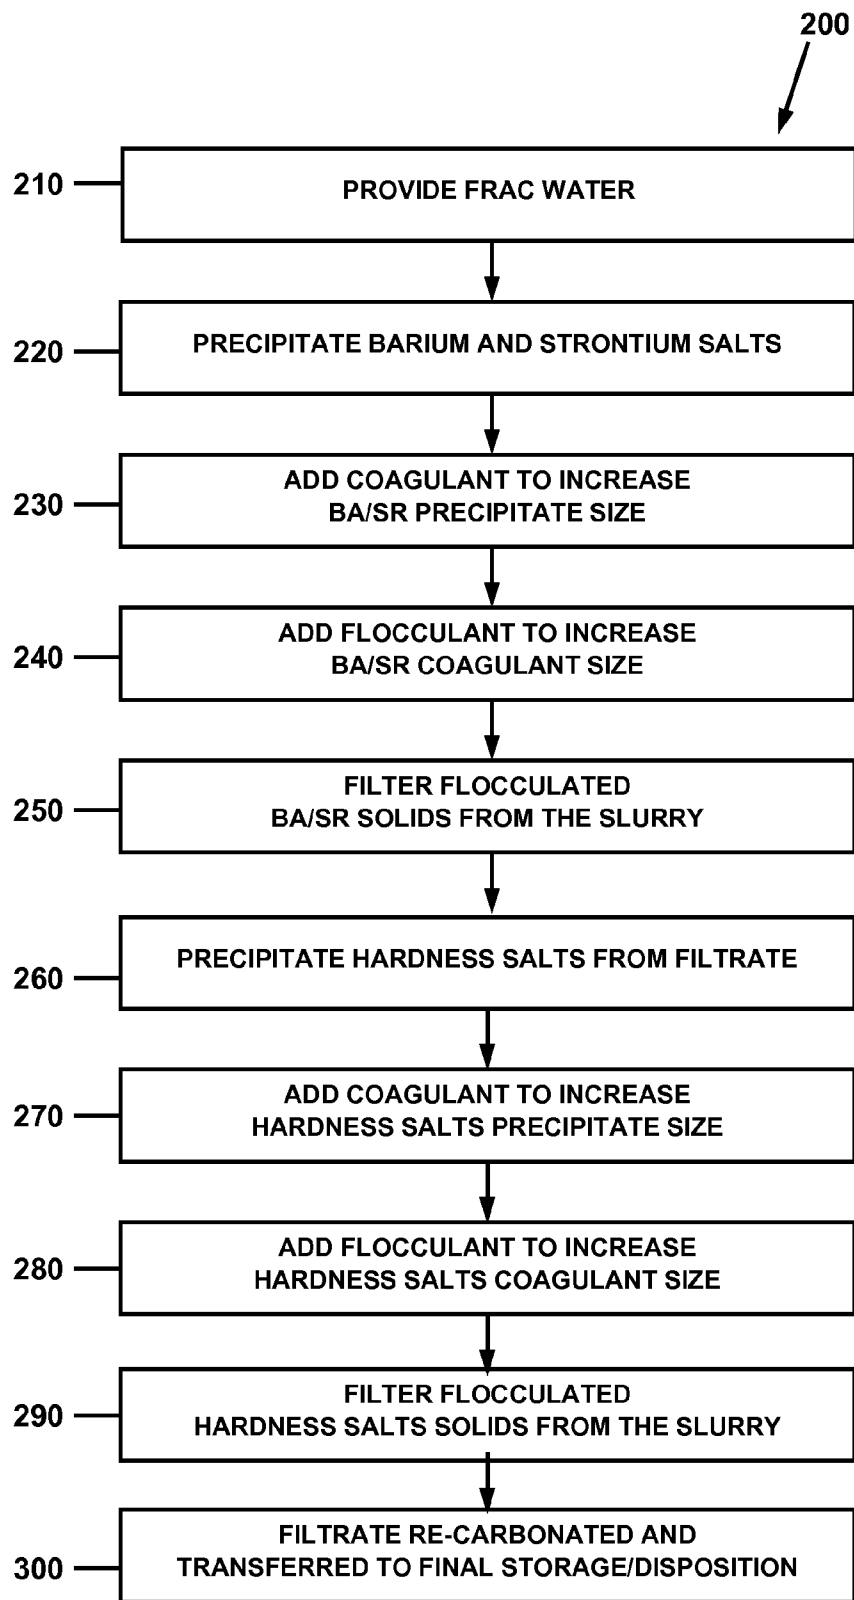 200
210
PROVIDE FRAC WATER
220
PRECIPITATE BARIUM AND STRONTIUM SALTS
230
ADD COAGULANT TO INCREASE
BA/SR PRECIPITATE SIZE
240
ADD FLOCCULANT TO INCREASE
BA/SR COAGULANT SIZE
250
FILTER FLOCCULATED
BA/SR SOLIDS FROM THE SLURRY
260
PRECIPITATE HARDNESS SALTS FROM FILTRATE
270
ADD COAGULANT TO INCREASE
HARDNESS SALTS PRECIPITATE SIZE
280
ADD FLOCCULANT TO INCREASE
HARDNESS SALTS COAGULANT SIZE
290
FILTER FLOCCULATED
HARDNESS SALTS SOLIDS FROM THE SLURRY
300
FILTRATE RE-CARBONATED AND
TRANSFERRED TO FINAL STORAGE/DISPOSITION